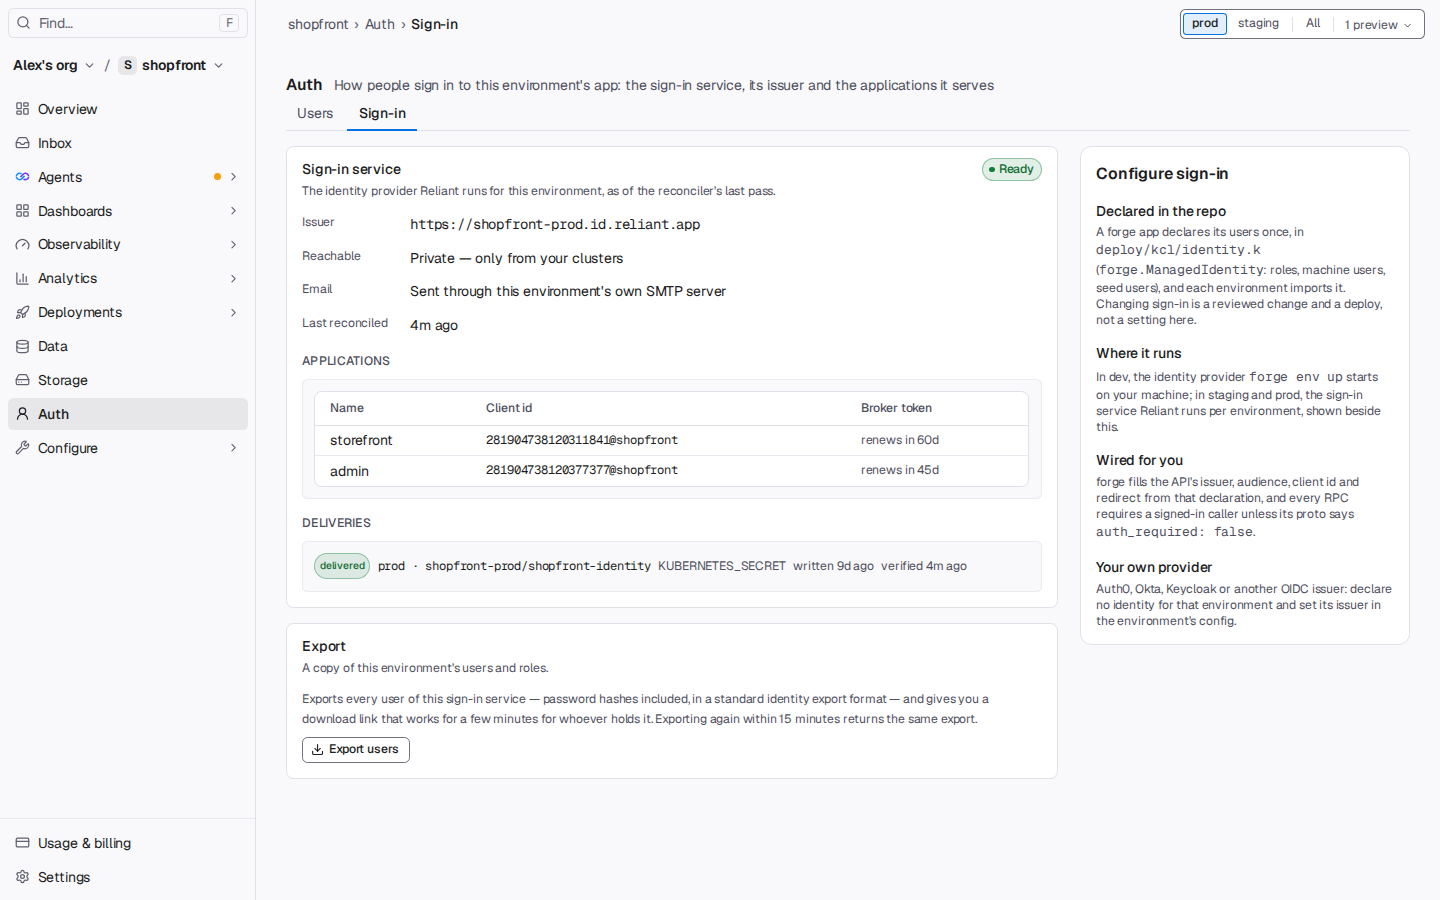 Find...
F
Alex's org
/
S
shopfront
Overview
Inbox
Agents
Dashboards
Observability
Analytics
Deployments
Data
Storage
Auth
Configure
Usage & billing
Settings
shopfront › Auth › Sign-in
prod
staging
All
1 preview
Auth
How people sign in to this environment's app: the sign-in service, its issuer and the applications it serves
Users
Sign-in
Sign-in service
Ready
The identity provider Reliant runs for this environment, as of the reconciler's last pass.
Issuer
https://shopfront-prod.id.reliant.app
Reachable
Private — only from your clusters
Email
Sent through this environment's own SMTP server
Last reconciled
4m ago
APPLICATIONS
Name
Client id
Broker token
storefront
281904738120311841@shopfront
renews in 60d
admin
281904738120377377@shopfront
renews in 45d
DELIVERIES
delivered
prod · shopfront-prod/shopfront-identity KUBERNETES_SECRET written 9d ago verified 4m ago
Export
A copy of this environment's users and roles.
Exports every user of this sign-in service — password hashes included, in a standard identity export format — and gives you a
download link that works for a few minutes for whoever holds it. Exporting again within 15 minutes returns the same export.
Export users
Configure sign-in
Declared in the repo
A forge app declares its users once, in
deploy/kcl/identity.k
(forge.ManagedIdentity: roles, machine users,
seed users), and each environment imports it.
Changing sign-in is a reviewed change and a deploy,
not a setting here.
Where it runs
In dev, the identity provider forge env up starts
on your machine; in staging and prod, the sign-in
service Reliant runs per environment, shown beside
this.
Wired for you
forge fills the API's issuer, audience, client id and
redirect from that declaration, and every RPC
requires a signed-in caller unless its proto says
auth_required: false.
Your own provider
Auth0, Okta, Keycloak or another OIDC issuer: declare
no identity for that environment and set its issuer in
the environment's config.